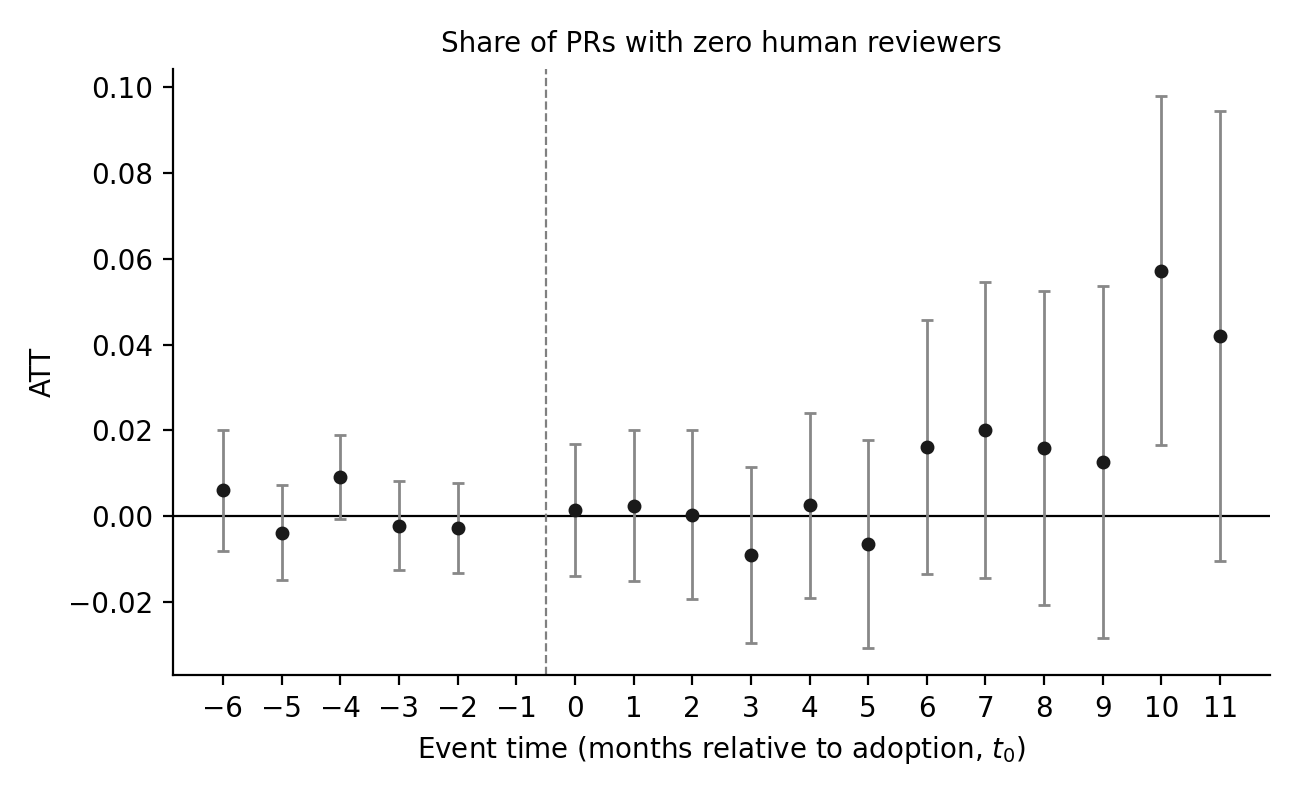 Share of PRs with zero human reviewers
0.10
0.08
0.06
0.04
0.02
0.00
−0.02
ATT
−6 −5 −4 −3 −2 −1 0 1 2 3 4 5 6 7 8 9 10 11
Event time (months relative to adoption, t₀)